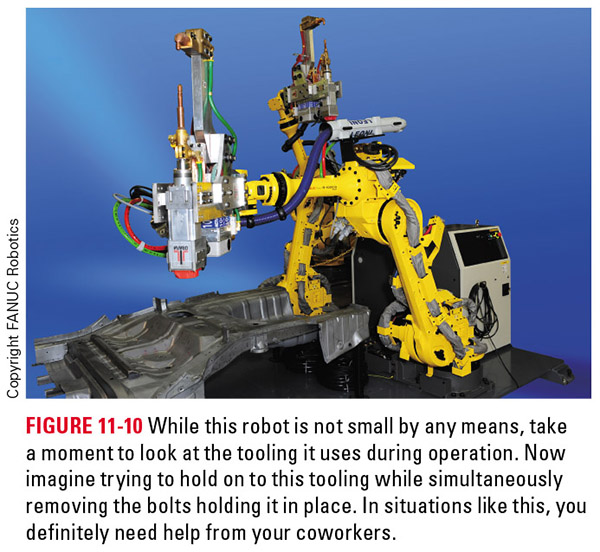 LEONI
LEONI
Copyright FANUC Robotics
FIGURE 11-10 While this robot is not small by any means, take
a moment to look at the tooling it uses during operation. Now
imagine trying to hold on to this tooling while simultaneously
removing the bolts holding it in place. In situations like this, you
definitely need help from your coworkers.